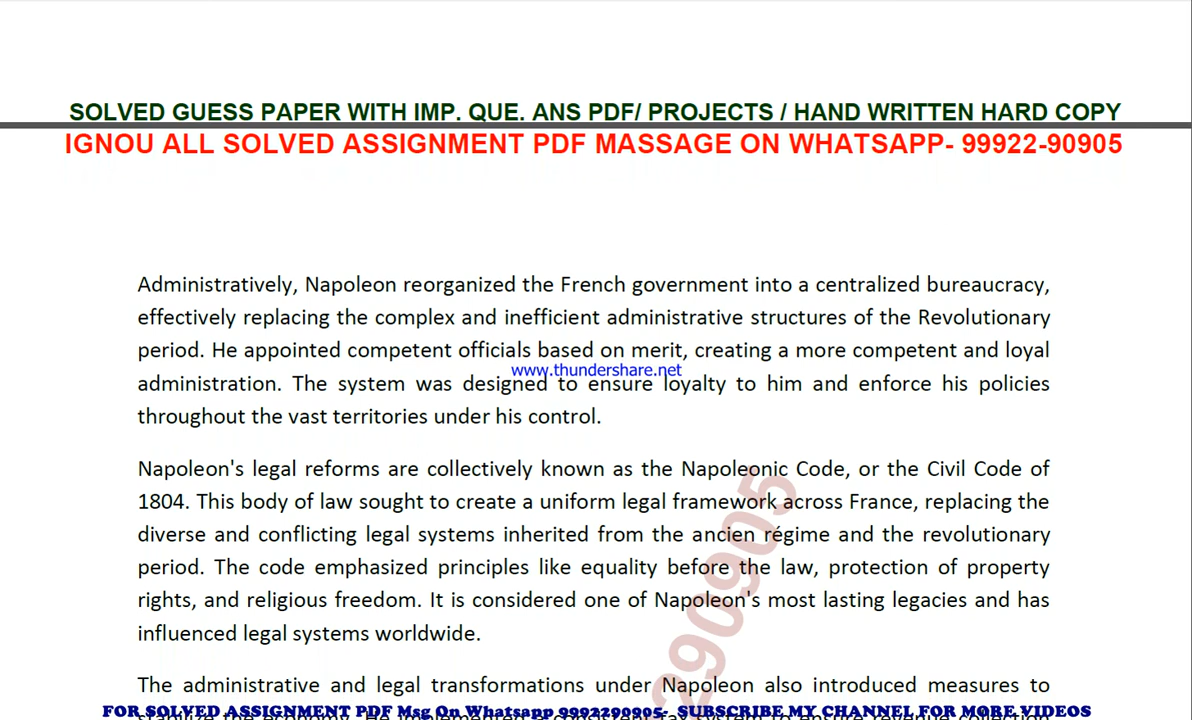 SOLVED GUESS PAPER WITH IMP. QUE. ANS PDF/ PROJECTS / HAND WRITTEN HARD COPY
IGNOU ALL SOLVED ASSIGNMENT PDF MASSAGE ON WHATSAPP- 99922-90905
Administratively, Napoleon reorganized the French government into a centralized bureaucracy,
effectively replacing the complex and inefficient administrative structures of the Revolutionary
period. He appointed competent officials based on merit, creating a more competent and loyal
www.thundershare.net
administration. The system was designed to ensure loyalty to him and enforce his policies
throughout the vast territories under his control.
Napoleon's legal reforms are collectively known as the Napoleonic Code, or the Civil Code of
1804. This body of law sought to create a uniform legal framework across France, replacing the
diverse and conflicting legal systems inherited from the ancien régime and the revolutionary
period. The code emphasized principles like equality before the law, protection of property
rights, and religious freedom. It is considered one of Napoleon's most lasting legacies and has
influenced legal systems worldwide.
290905
The administrative and legal transformations under Napoleon also introduced measures to
FOR SOLVED ASSIGNMENT PDF Msg On Whatsapp 9992290905- SUBSCRIBE MY CHANNEL FOR MORE VIDEOS